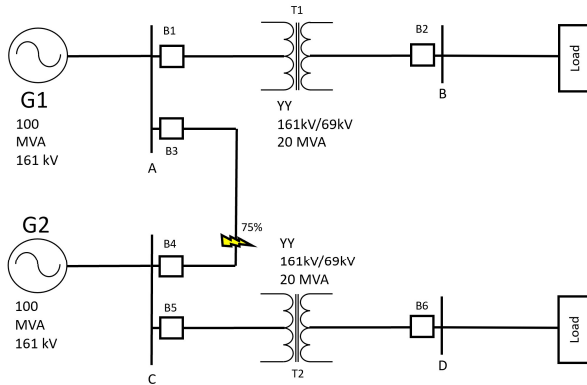 T1
B1
B2
Load
G1
100
MVA
161 kV
YY
161kV/69kV
20 MVA
B
B3
A
G2
75%
B4
YY
161kV/69kV
20 MVA
100
MVA
161 kV
B5
B6
Load
T2
D
C